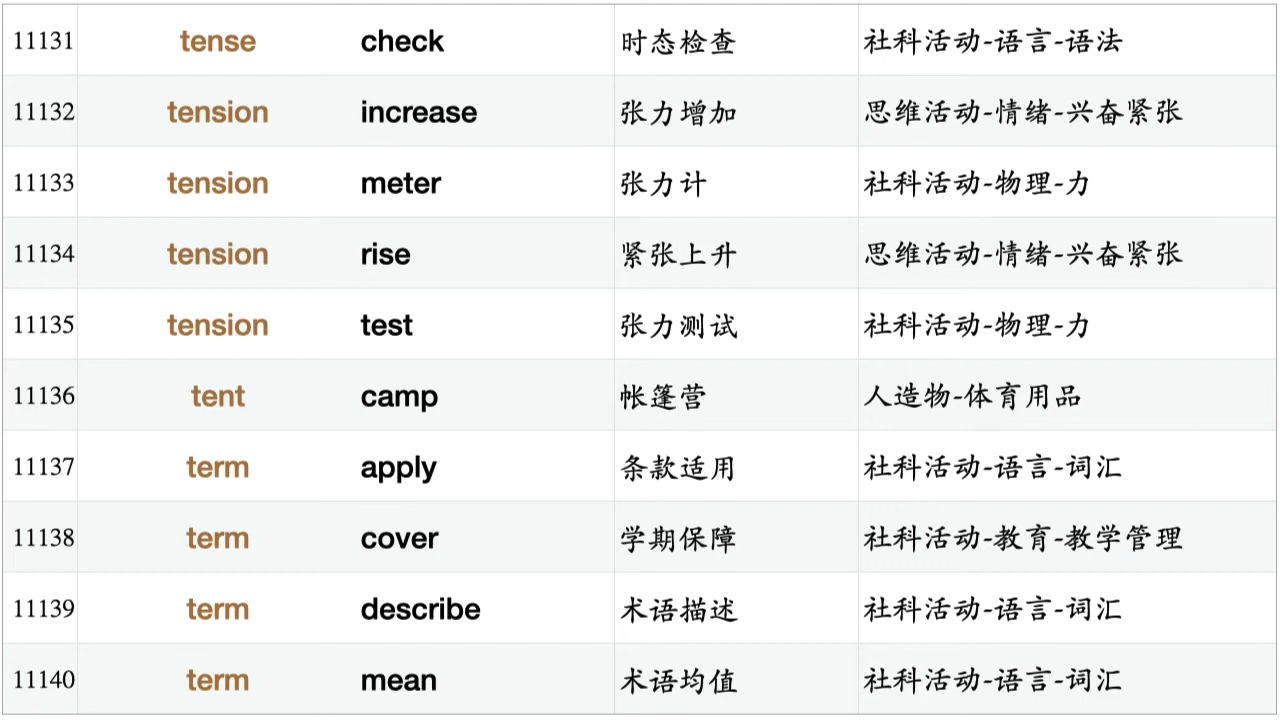 11131 tense check 时态检查 社科活动-语言-语法
11132 tension increase 张力增加 思维活动-情绪-兴奋紧张
11133 tension meter 张力计 社科活动-物理-力
11134 tension rise 紧张上升 思维活动-情绪-兴奋紧张
11135 tension test 张力测试 社科活动-物理-力
11136 tent camp 帐篷营 人造物-体育用品
11137 term apply 条款适用 社科活动-语言-词汇
11138 term cover 学期保障 社科活动-教育-教学管理
11139 term describe 术语描述 社科活动-语言-词汇
11140 term mean 术语均值 社科活动-语言-词汇